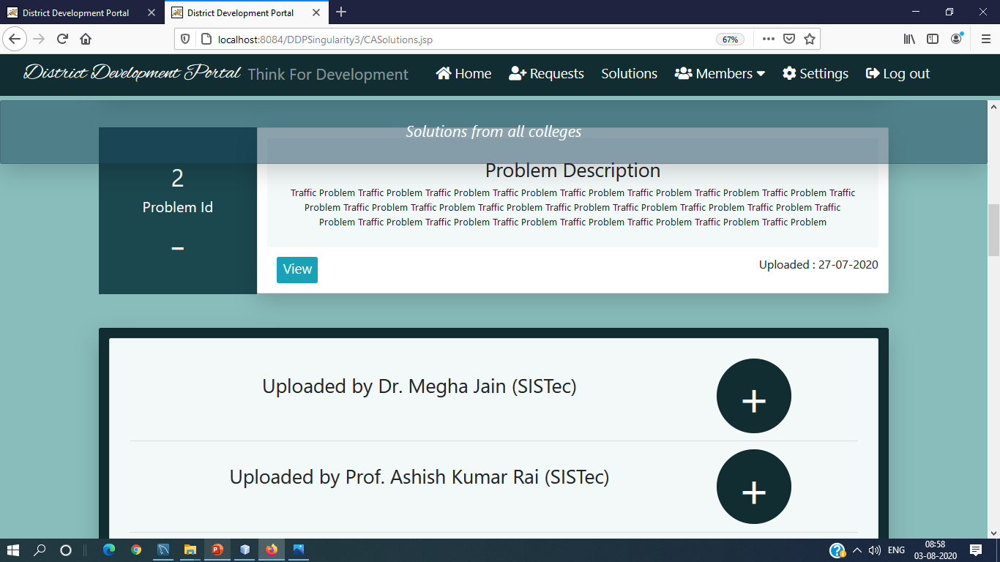 District Development Portal
District Development Portal
localhost:8084/DDPSingularity3/CASolutions.jsp
67%
District Development Portal Think For Development Home Requests Solutions Members Settings Log out
Solutions from all colleges
2
Problem Id
–
Problem Description
Traffic Problem Traffic Problem Traffic Problem Traffic Problem Traffic Problem Traffic Problem Traffic Problem Traffic Problem Traffic
Problem Traffic Problem Traffic Problem Traffic Problem Traffic Problem Traffic Problem Traffic Problem Traffic Problem Traffic
Problem Traffic Problem Traffic Problem Traffic Problem Traffic Problem Traffic Problem Traffic Problem Traffic Problem
View
Uploaded : 27-07-2020
Uploaded by Dr. Megha Jain (SISTec)
+
Uploaded by Prof. Ashish Kumar Rai (SISTec)
+
ENG
08:58
03-08-2020